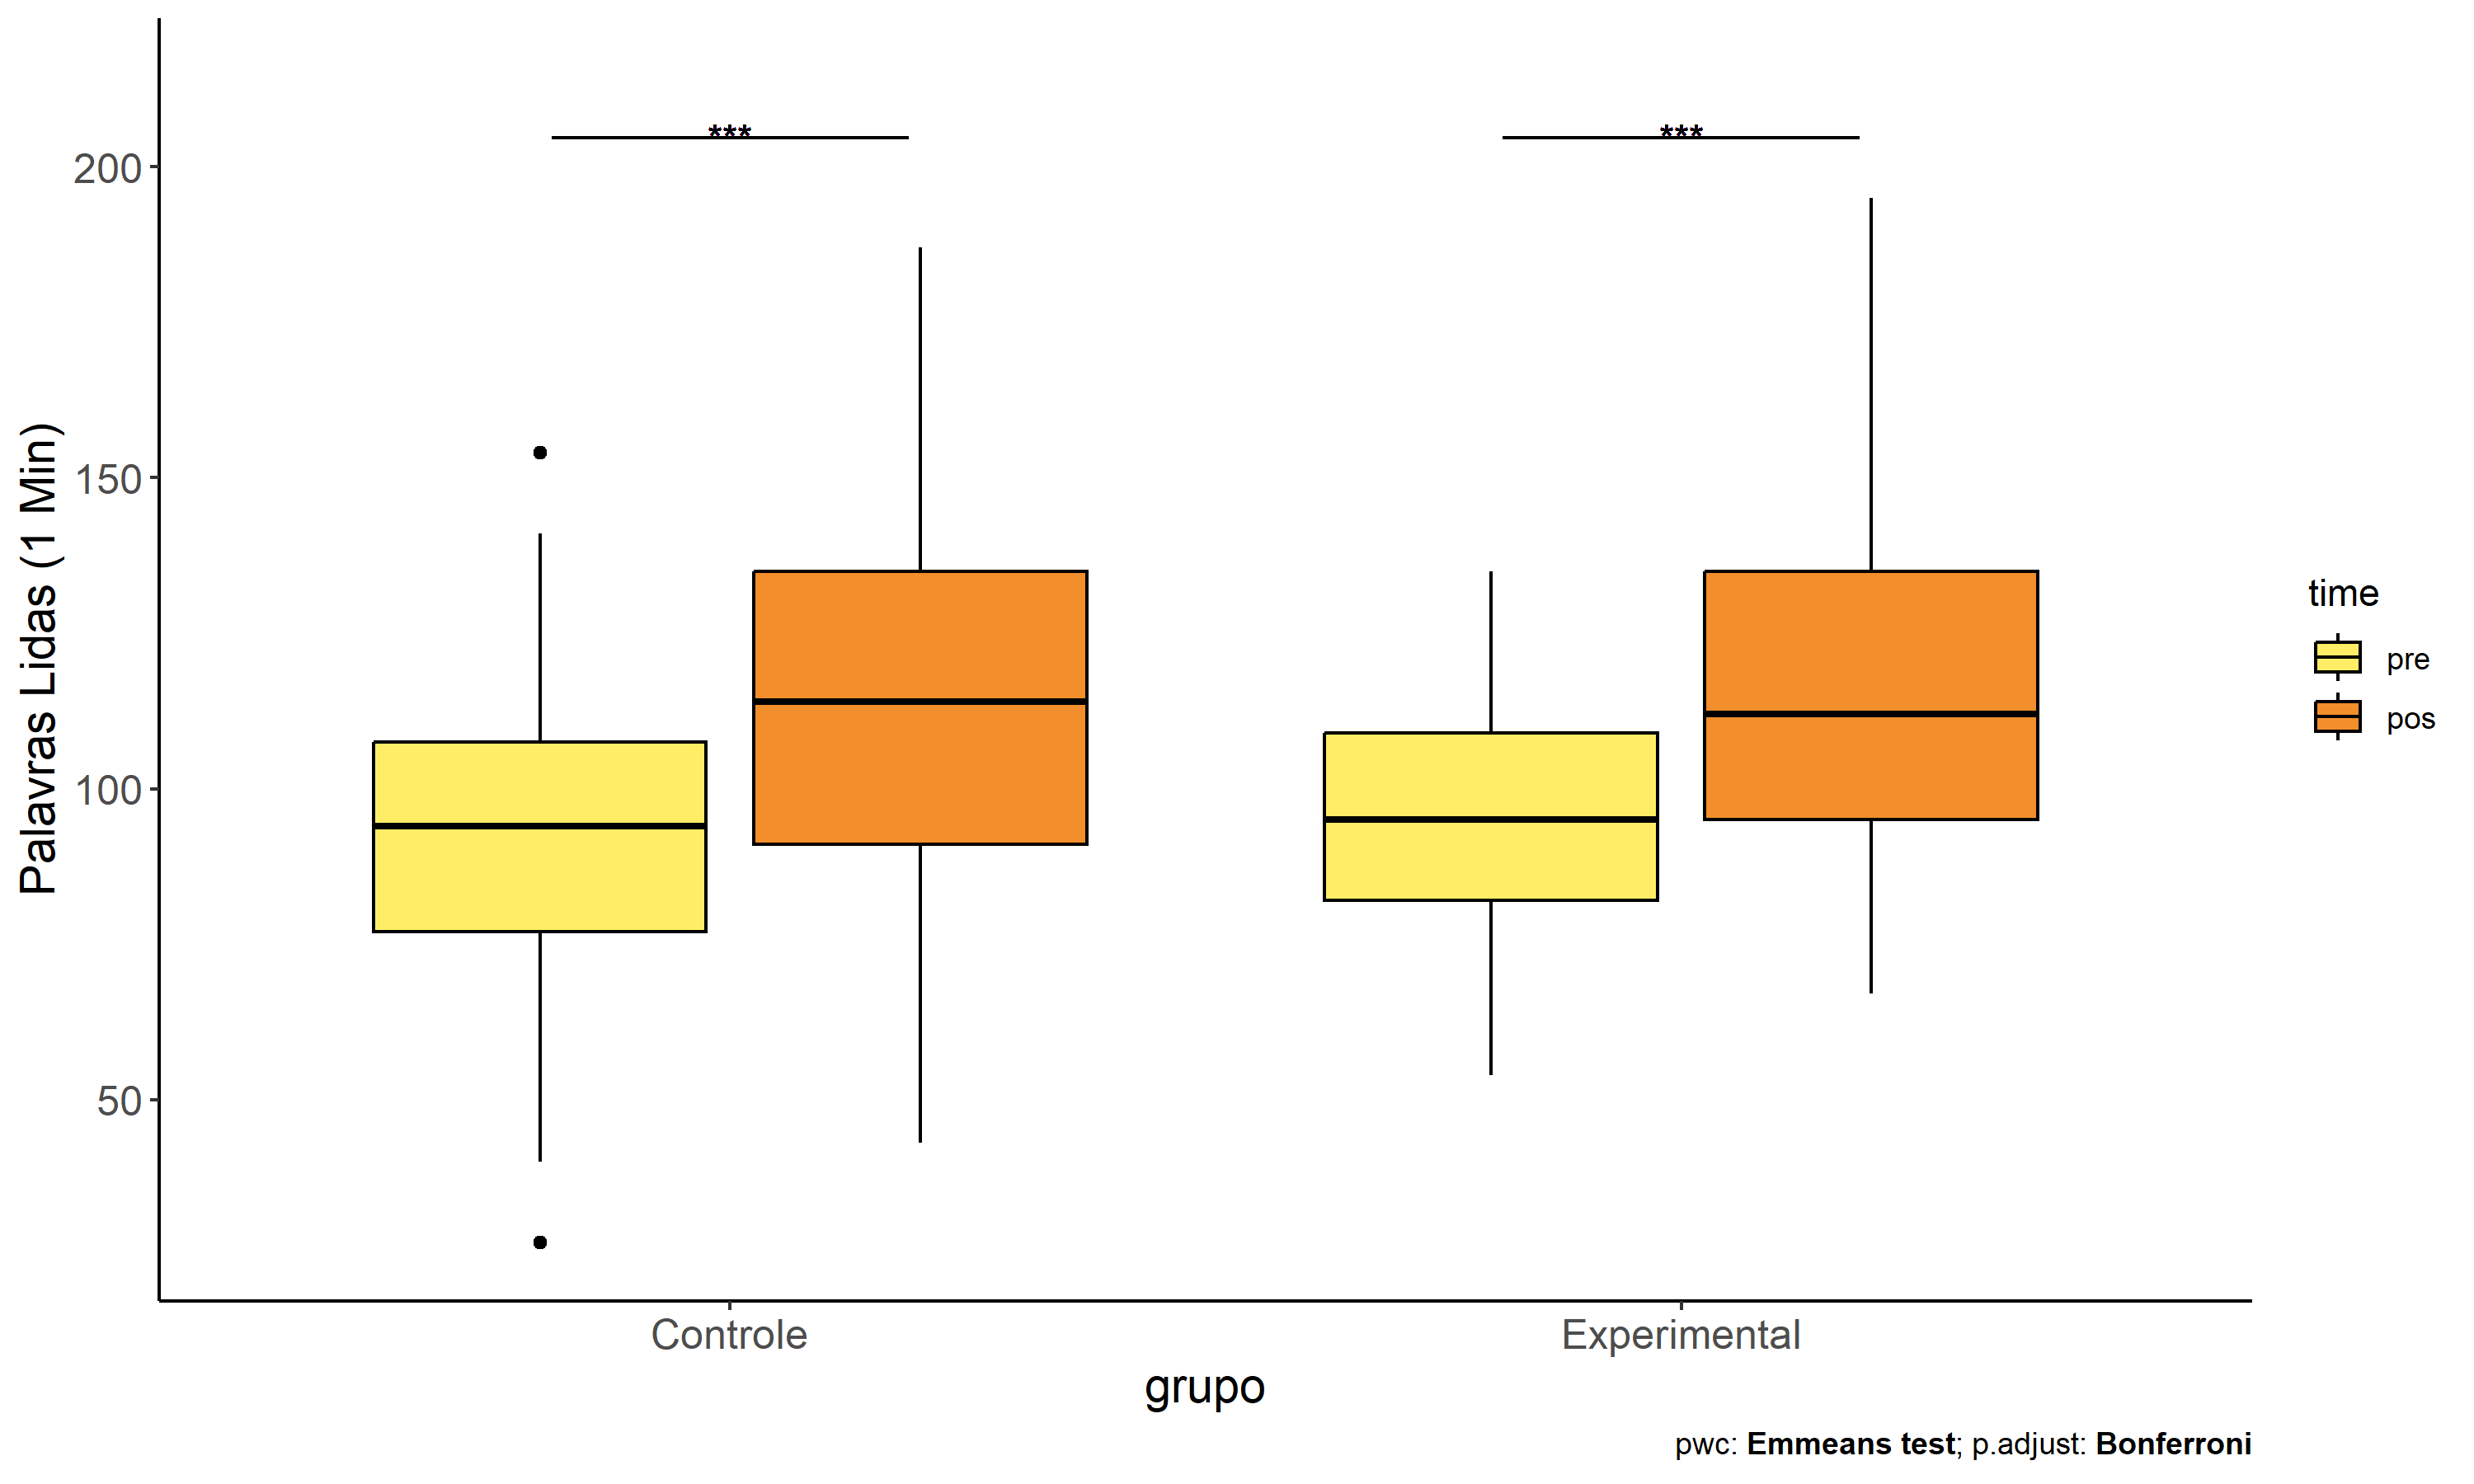 Palavras Lidas (1 Min)
200
150
100
50
***
***
Controle
Experimental
grupo
time
pre
pos
pwc: Emmeans test; p.adjust: Bonferroni